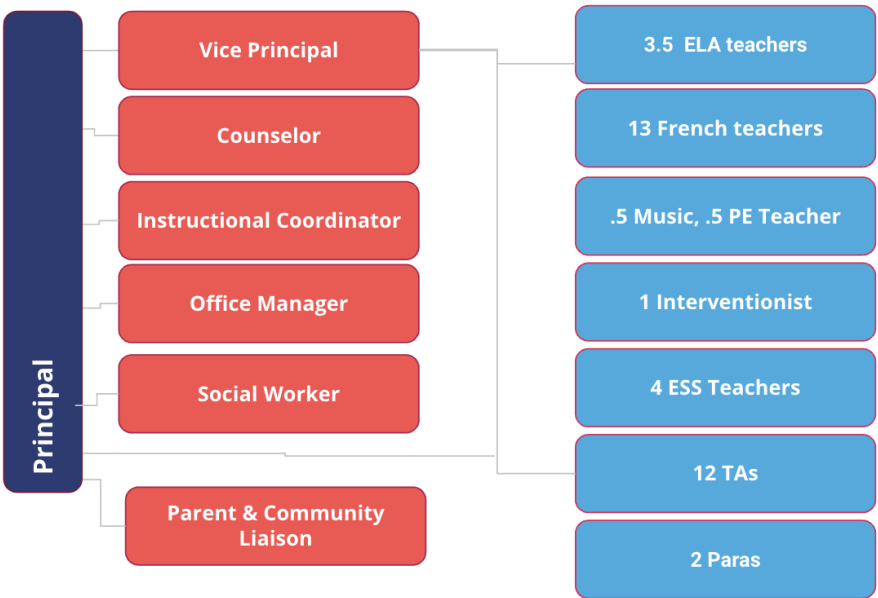 Principal
Vice Principal
Counselor
Instructional Coordinator
Office Manager
Social Worker
Parent & Community
Liaison
3.5 ELA teachers
13 French teachers
.5 Music, .5 PE Teacher
1 Interventionist
4 ESS Teachers
12 TAs
2 Paras